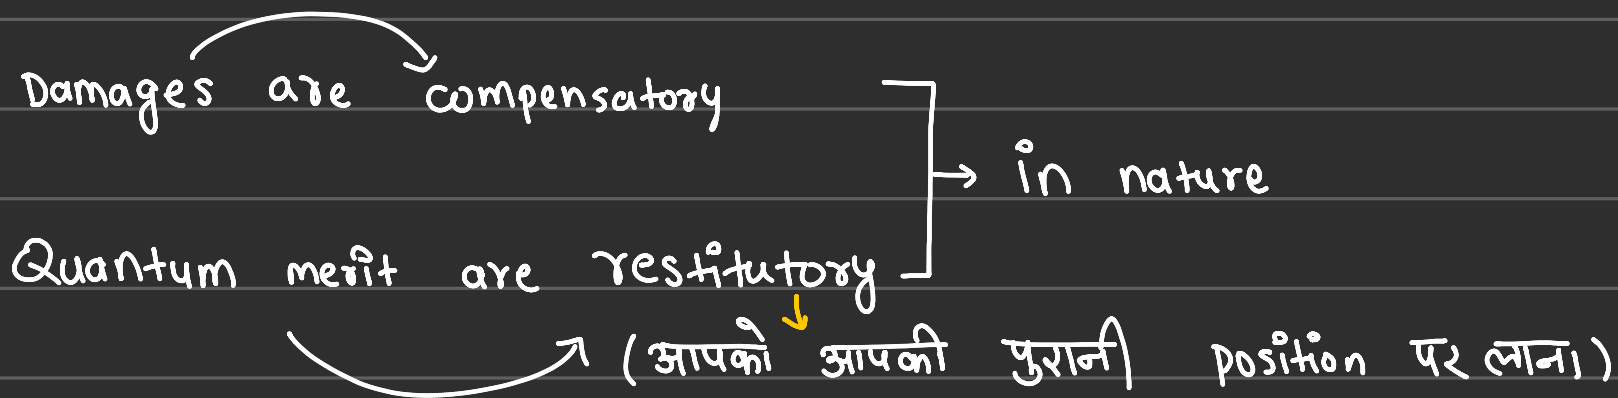 Damages are compensatory
→ in nature
Quantum merit are restitutory
(आपको आपकी पुरानी position पर लाना।)